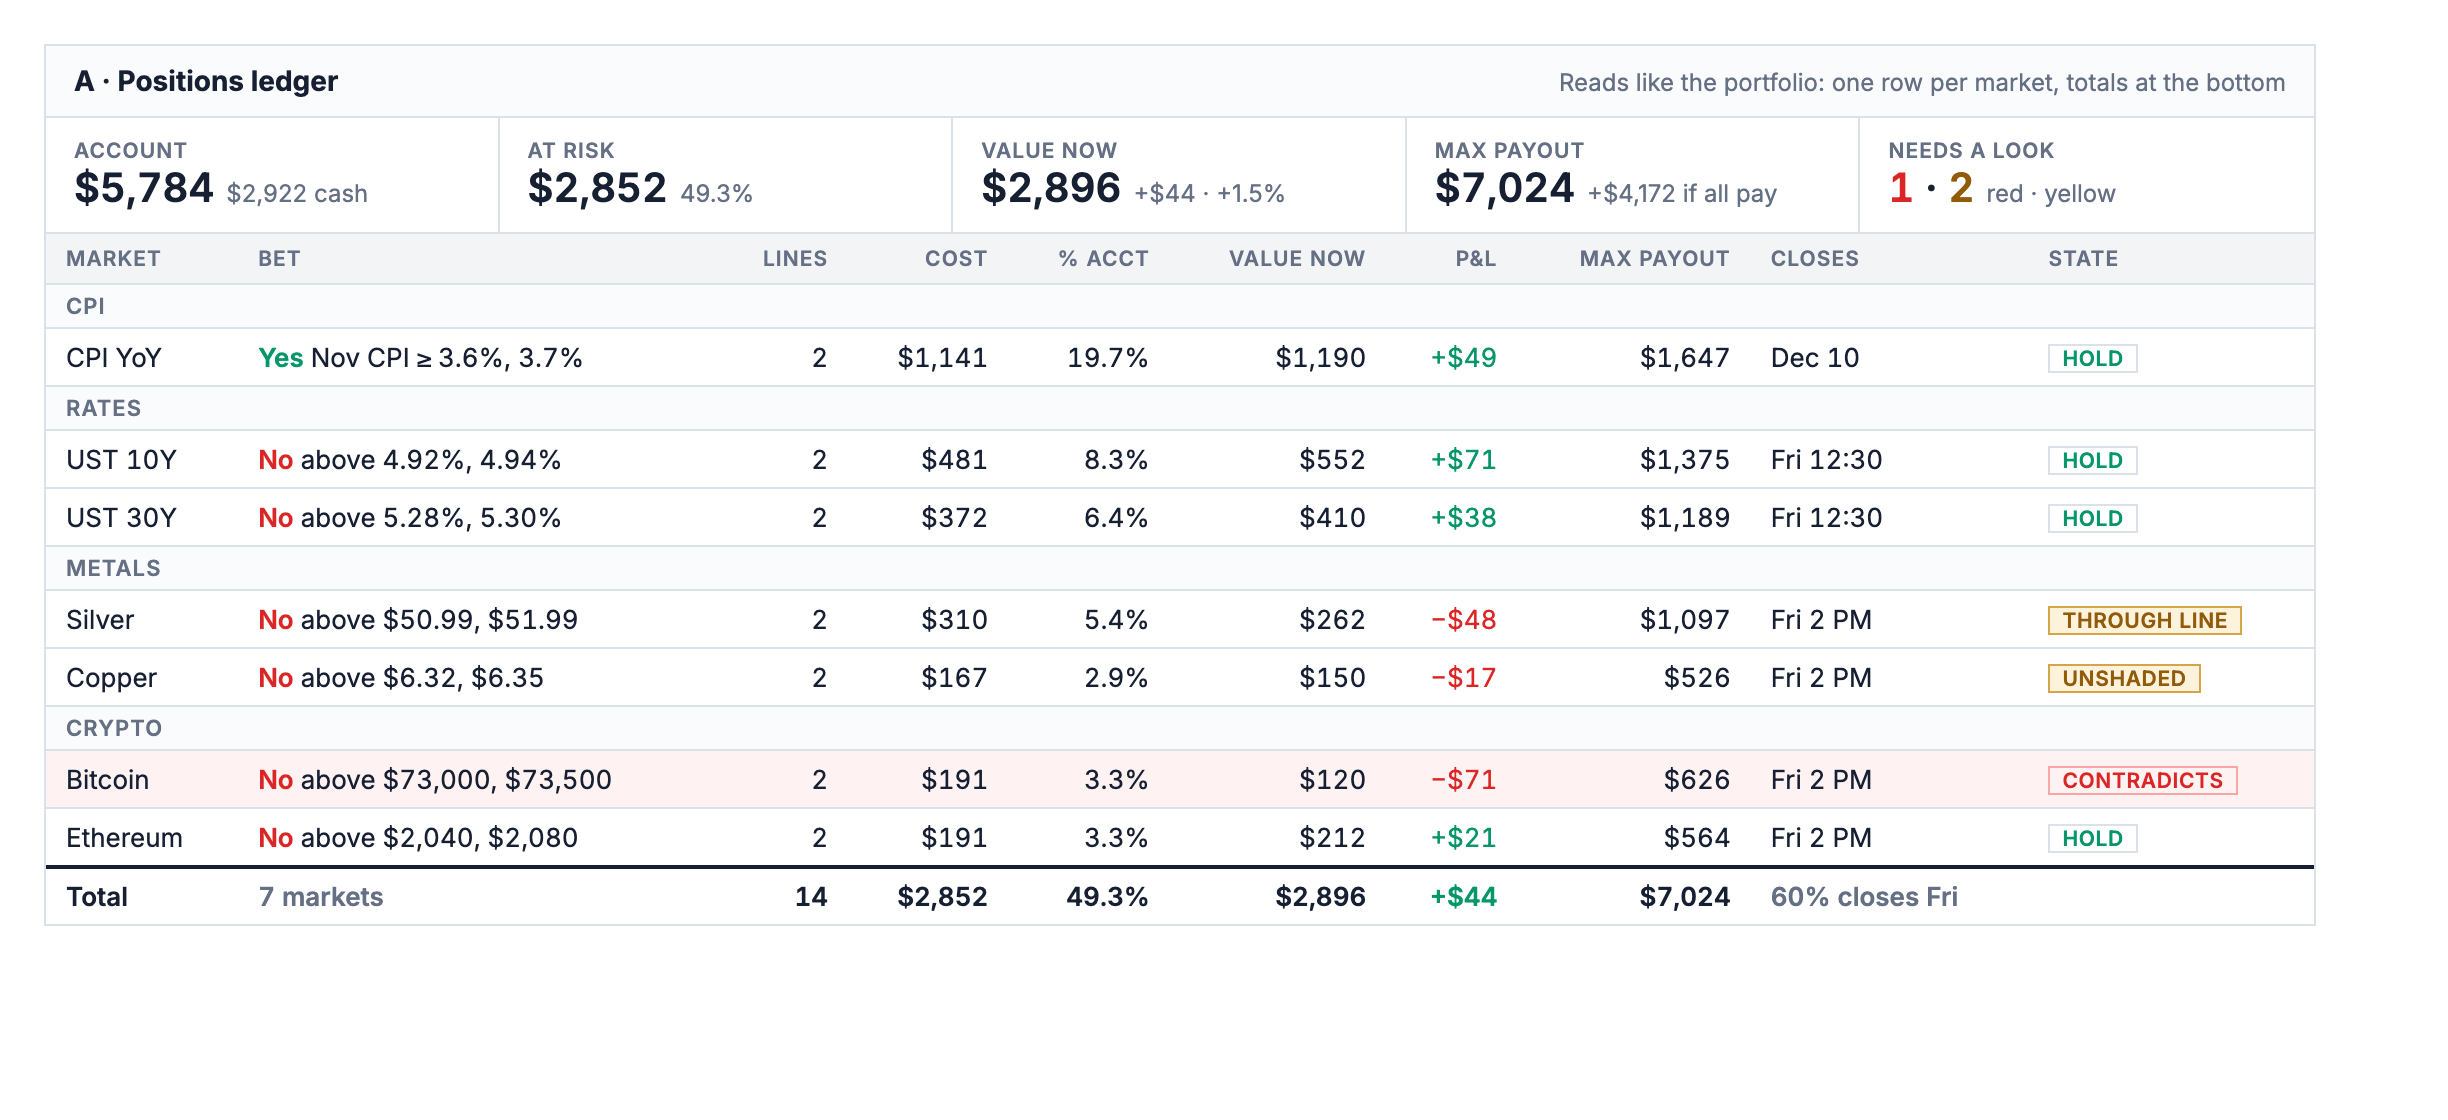 A · Positions ledger Reads like the portfolio: one row per market, totals at the bottom
ACCOUNT AT RISK VALUE NOW MAX PAYOUT NEEDS A LOOK
$5,784 $2,922 cash $2,852 49.3% $2,896 +$44 · +1.5% $7,024 +$4,172 if all pay 1 · 2 red · yellow
MARKET BET LINES COST % ACCT VALUE NOW P&L MAX PAYOUT CLOSES STATE
CPI
CPI YoY Yes Nov CPI ≥ 3.6%, 3.7% 2 $1,141 19.7% $1,190 +$49 $1,647 Dec 10 HOLD
RATES
UST 10Y No above 4.92%, 4.94% 2 $481 8.3% $552 +$71 $1,375 Fri 12:30 HOLD
UST 30Y No above 5.28%, 5.30% 2 $372 6.4% $410 +$38 $1,189 Fri 12:30 HOLD
METALS
Silver No above $50.99, $51.99 2 $310 5.4% $262 −$48 $1,097 Fri 2 PM THROUGH LINE
Copper No above $6.32, $6.35 2 $167 2.9% $150 −$17 $526 Fri 2 PM UNSHADED
CRYPTO
Bitcoin No above $73,000, $73,500 2 $191 3.3% $120 −$71 $626 Fri 2 PM CONTRADICTS
Ethereum No above $2,040, $2,080 2 $191 3.3% $212 +$21 $564 Fri 2 PM HOLD
Total 7 markets 14 $2,852 49.3% $2,896 +$44 $7,024 60% closes Fri